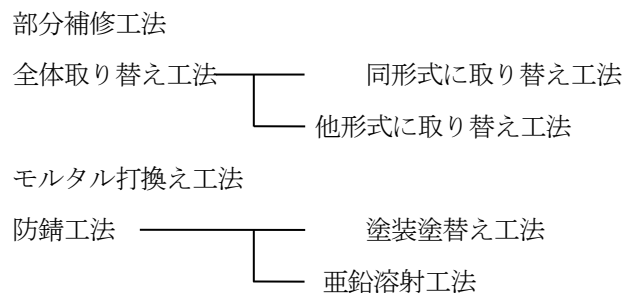 部分補修工法
全体取り替え工法 同形式に取り替え工法
他形式に取り替え工法
モルタル打換え工法
防錆工法 塗装塗替え工法
亜鉛溶射工法